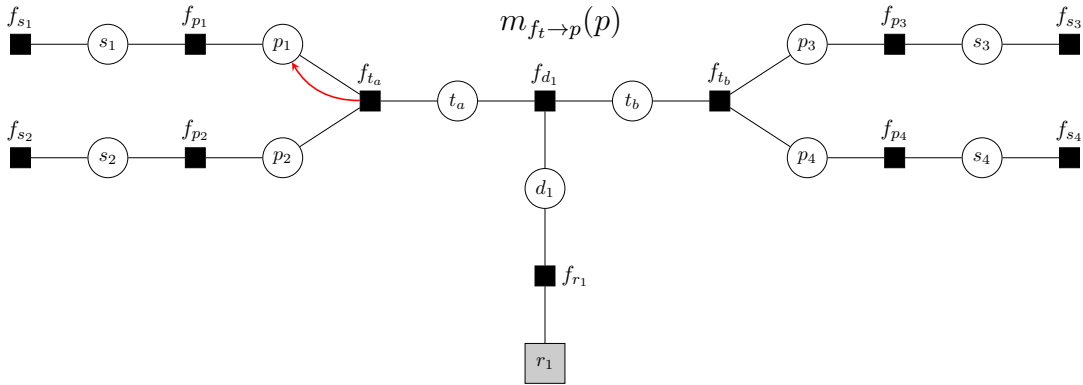 m_{f_t→p}(p)
f_{s_1} f_{p_1} f_{p_3} f_{s_3}
s_1 p_1 p_3 s_3
f_{t_a} f_{d_1} f_{t_b}
t_a t_b
f_{s_2} f_{p_2} f_{p_4} f_{s_4}
s_2 p_2 p_4 s_4
d_1
f_{r_1}
r_1